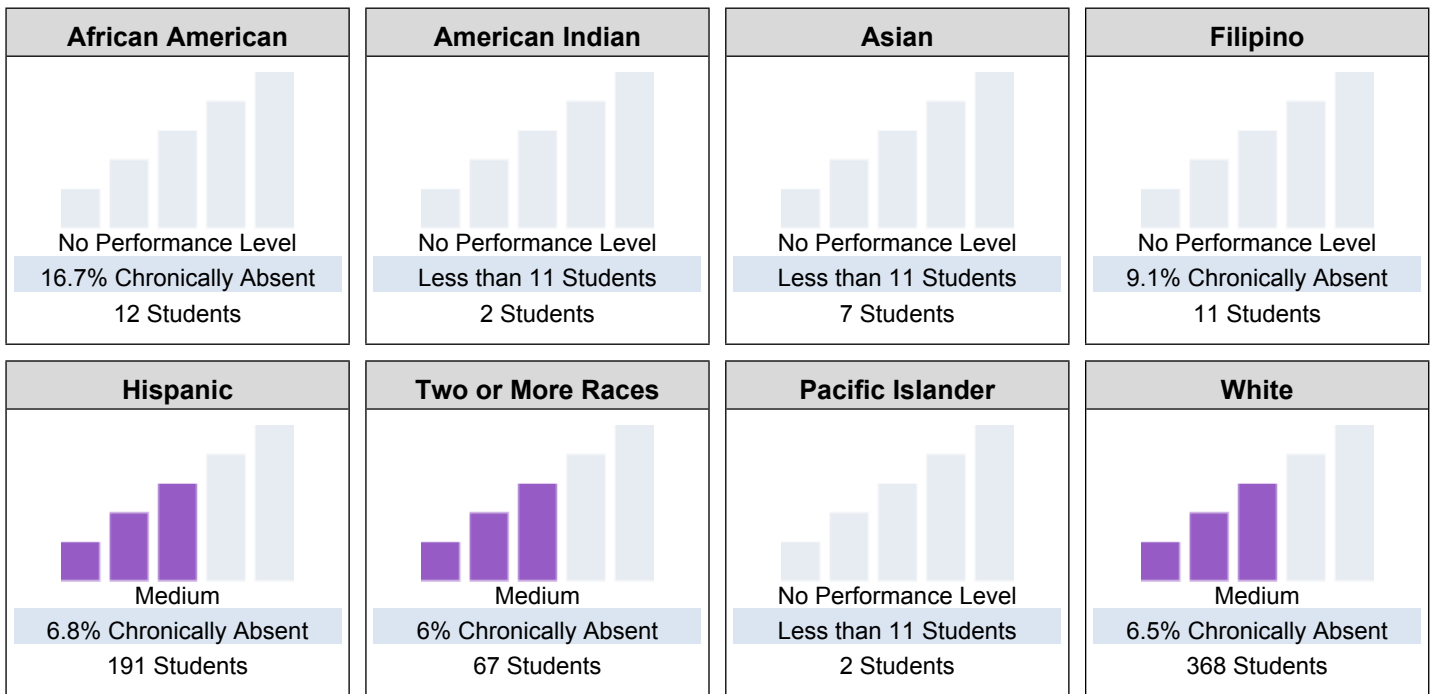 African American
No Performance Level
16.7% Chronically Absent
12 Students
American Indian
No Performance Level
Less than 11 Students
2 Students
Asian
No Performance Level
Less than 11 Students
7 Students
Filipino
No Performance Level
9.1% Chronically Absent
11 Students
Hispanic
Medium
6.8% Chronically Absent
191 Students
Two or More Races
Medium
6% Chronically Absent
67 Students
Pacific Islander
No Performance Level
Less than 11 Students
2 Students
White
Medium
6.5% Chronically Absent
368 Students